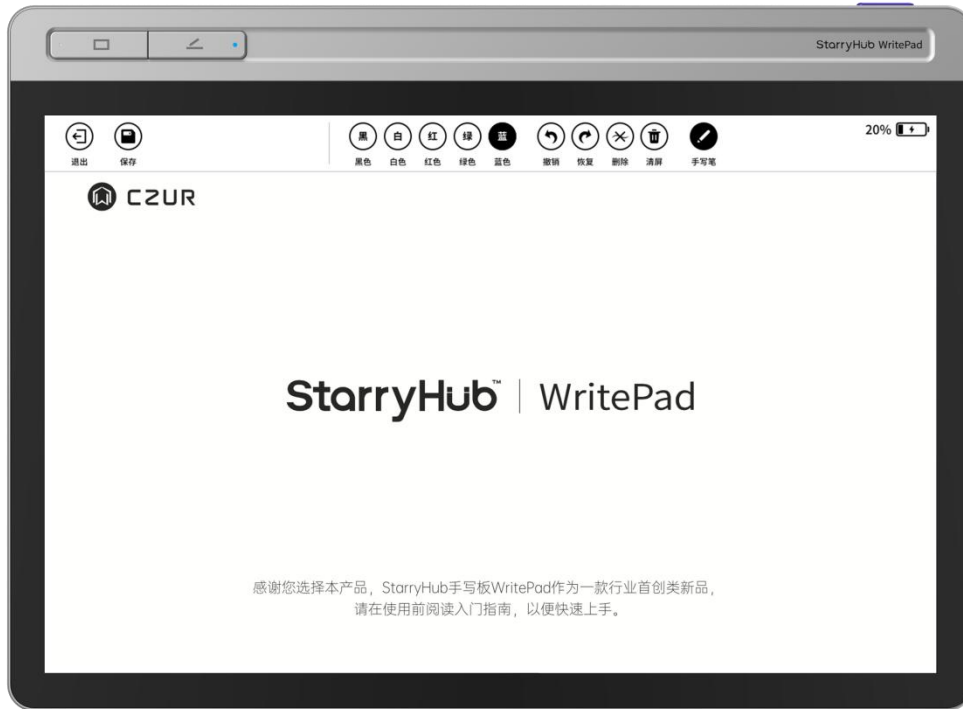 StarryHub WritePad
20%
黑 白 红 绿 蓝
退出 保存 黑色 白色 红色 绿色 蓝色 撤销 恢复 删除 清屏 手写笔
CZUR
StarryHub™ | WritePad
感谢您选择本产品，StarryHub手写板WritePad作为一款行业首创类新品，
请在使用前阅读入门指南，以便快速上手。